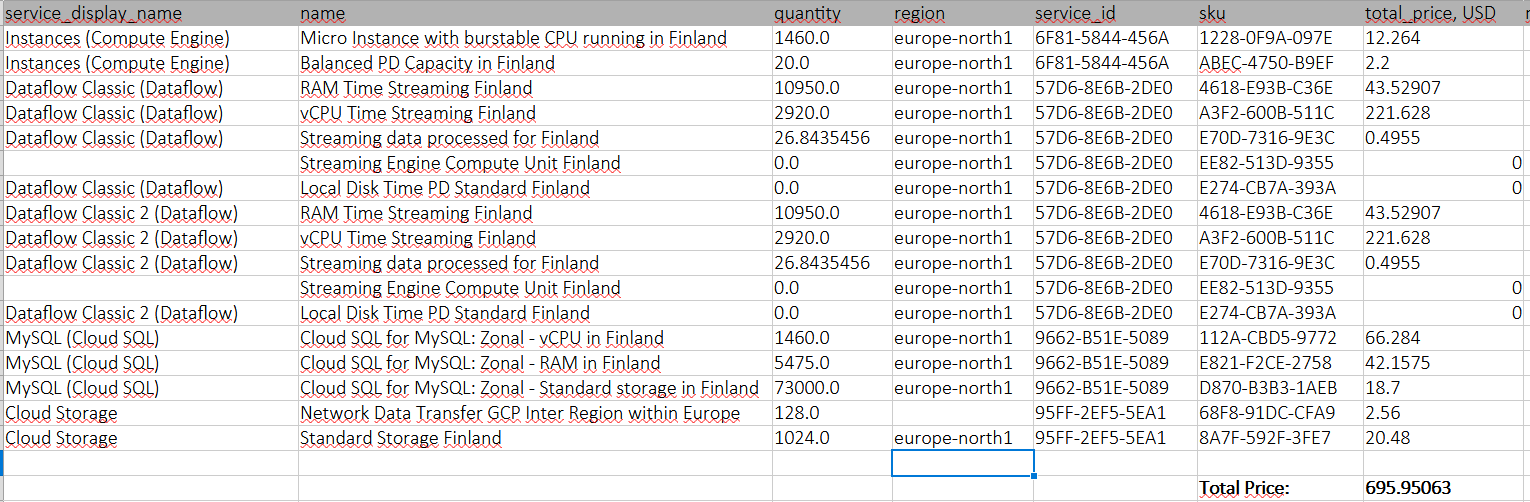 service_display_name name quantity region service_id sku total_price, USD
Instances (Compute Engine) Micro Instance with burstable CPU running in Finland 1460.0 europe-north1 6F81-5844-456A 1228-0F9A-097E 12.264
Instances (Compute Engine) Balanced PD Capacity in Finland 20.0 europe-north1 6F81-5844-456A ABEC-4750-B9EF 2.2
Dataflow Classic (Dataflow) RAM Time Streaming Finland 10950.0 europe-north1 57D6-8E6B-2DE0 4618-E93B-C36E 43.52907
Dataflow Classic (Dataflow) vCPU Time Streaming Finland 2920.0 europe-north1 57D6-8E6B-2DE0 A3F2-600B-511C 221.628
Dataflow Classic (Dataflow) Streaming data processed for Finland 26.8435456 europe-north1 57D6-8E6B-2DE0 E70D-7316-9E3C 0.4955
Streaming Engine Compute Unit Finland 0.0 europe-north1 57D6-8E6B-2DE0 EE82-513D-9355 0
Dataflow Classic (Dataflow) Local Disk Time PD Standard Finland 0.0 europe-north1 57D6-8E6B-2DE0 E274-CB7A-393A 0
Dataflow Classic 2 (Dataflow) RAM Time Streaming Finland 10950.0 europe-north1 57D6-8E6B-2DE0 4618-E93B-C36E 43.52907
Dataflow Classic 2 (Dataflow) vCPU Time Streaming Finland 2920.0 europe-north1 57D6-8E6B-2DE0 A3F2-600B-511C 221.628
Dataflow Classic 2 (Dataflow) Streaming data processed for Finland 26.8435456 europe-north1 57D6-8E6B-2DE0 E70D-7316-9E3C 0.4955
Streaming Engine Compute Unit Finland 0.0 europe-north1 57D6-8E6B-2DE0 EE82-513D-9355 0
Dataflow Classic 2 (Dataflow) Local Disk Time PD Standard Finland 0.0 europe-north1 57D6-8E6B-2DE0 E274-CB7A-393A 0
MySQL (Cloud SQL) Cloud SQL for MySQL: Zonal - vCPU in Finland 1460.0 europe-north1 9662-B51E-5089 112A-CBD5-9772 66.284
MySQL (Cloud SQL) Cloud SQL for MySQL: Zonal - RAM in Finland 5475.0 europe-north1 9662-B51E-5089 E821-F2CE-2758 42.1575
MySQL (Cloud SQL) Cloud SQL for MySQL: Zonal - Standard storage in Finland 73000.0 europe-north1 9662-B51E-5089 D870-B3B3-1AEB 18.7
Cloud Storage Network Data Transfer GCP Inter Region within Europe 128.0 95FF-2EF5-5EA1 68F8-91DC-CFA9 2.56
Cloud Storage Standard Storage Finland 1024.0 europe-north1 95FF-2EF5-5EA1 8A7F-592F-3FE7 20.48
Total Price: 695.95063